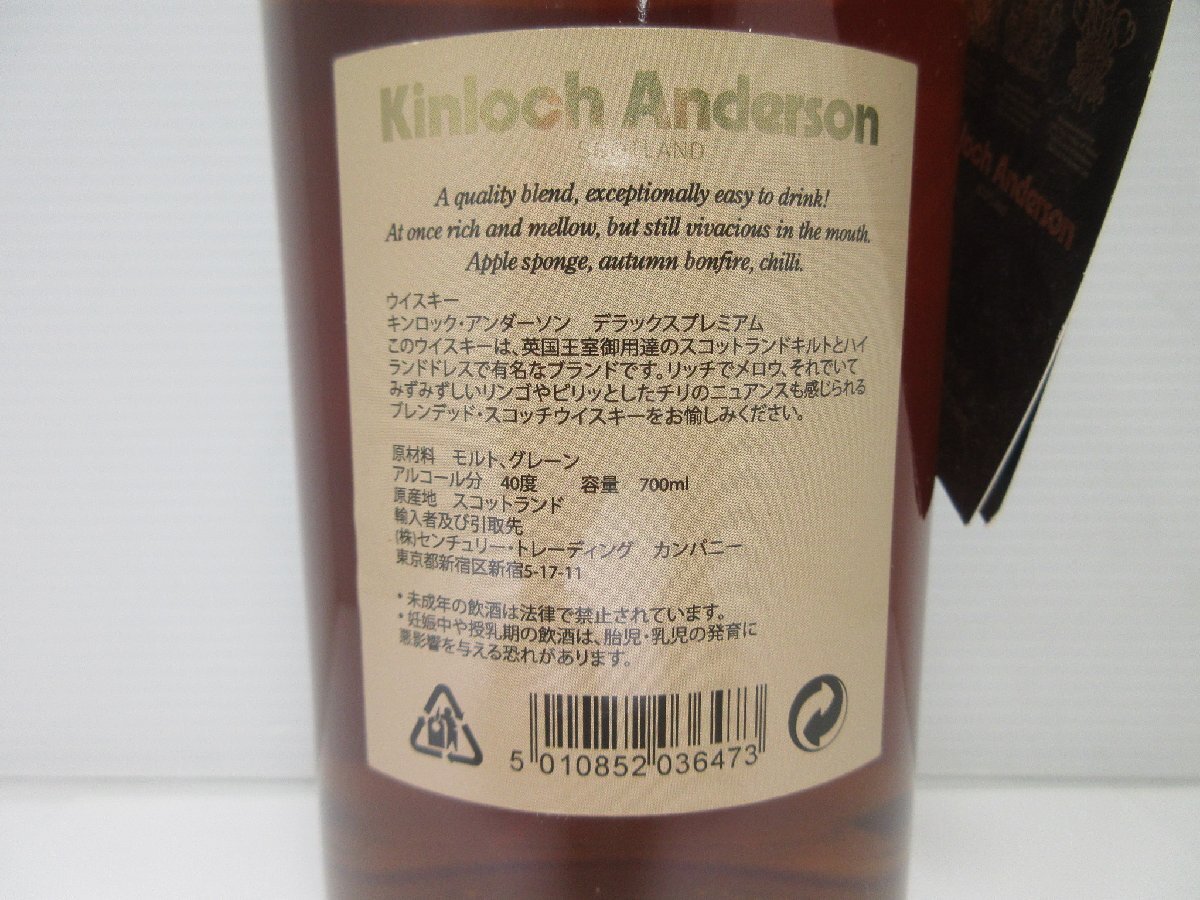 Kinloch Anderson
SCOTLAND
A quality blend, exceptionally easy to drink!
At once rich and mellow, but still vivacious in the mouth.
Apple sponge, autumn bonfire, chilli.
ウイスキー
キンロック・アンダーソン　デラックスプレミアム
このウイスキーは、英国王室御用達のスコットランドキルトとハイ
ランドドレスで有名なブランドです。リッチでメロウ、それでいて
みずみずしいリンゴやピリッとしたチリのニュアンスも感じられる
ブレンデッド・スコッチウイスキーをお愉しみください。
原材料　モルト、グレーン
アルコール分　40度　　容量　700ml
原産地　スコットランド
輸入者及び引取先
(株)センチュリー・トレーディング　カンパニー
東京都新宿区新宿5-17-11
*未成年の飲酒は法律で禁止されています。
*妊娠中や授乳期の飲酒は、胎児・乳児の発育に
悪影響を与える恐れがあります。
5 010852 036473
loch Anderson